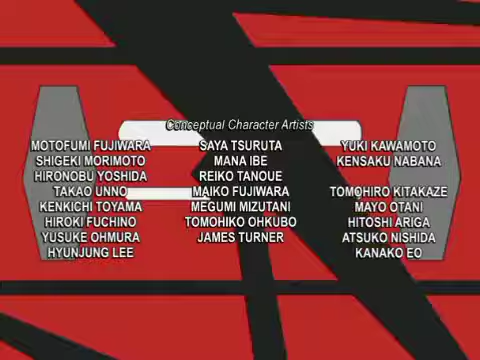 Conceptual Character Artists
MOTOFUMI FUJIWARA SAYA TSURUTA YUKI KAWAMOTO
SHIGEKI MORIMOTO MANA IBE KENSAKU NABANA
HIRONOBU YOSHIDA REIKO TANOUE
TAKAO UNNO MAIKO FUJIWARA TOMOHIRO KITAKAZE
KENKICHI TOYAMA MEGUMI MIZUTANI MAYO OTANI
HIROKI FUCHINO TOMOHIKO OHKUBO HITOSHI ARIGA
YUSUKE OHMURA JAMES TURNER ATSUKO NISHIDA
HYUNJUNG LEE KANAKO EO